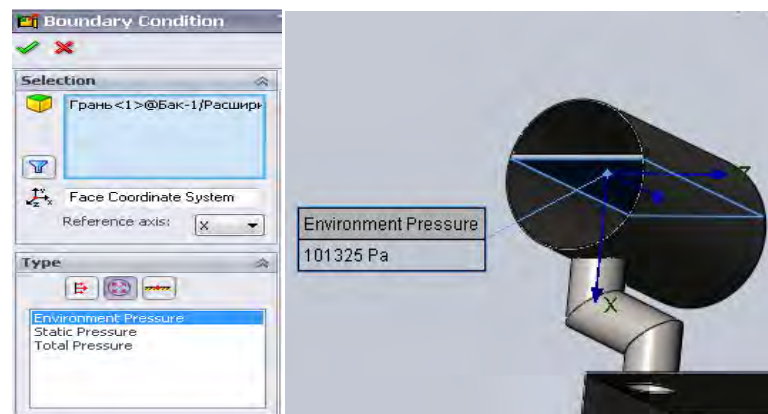 Boundary Condition
Selection
Грань<1>@Бак-1/Расшири
Face Coordinate System
Reference axis:
X
Type
Environment Pressure
Static Pressure
Total Pressure
Environment Pressure
101325 Pa
X